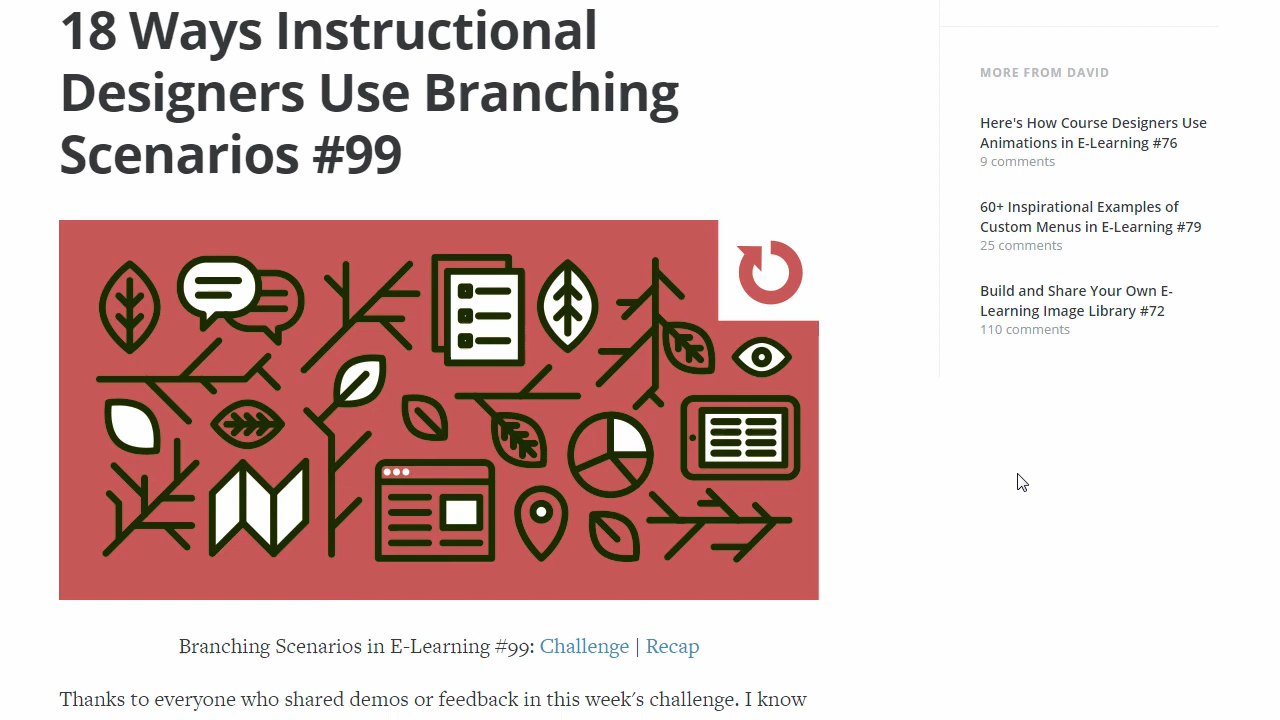 18 Ways Instructional
Designers Use Branching
Scenarios #99
Branching Scenarios in E-Learning #99: Challenge | Recap
Thanks to everyone who shared demos or feedback in this week's challenge. I know
MORE FROM DAVID
Here's How Course Designers Use
Animations in E-Learning #76
9 comments
60+ Inspirational Examples of
Custom Menus in E-Learning #79
25 comments
Build and Share Your Own E-
Learning Image Library #72
110 comments